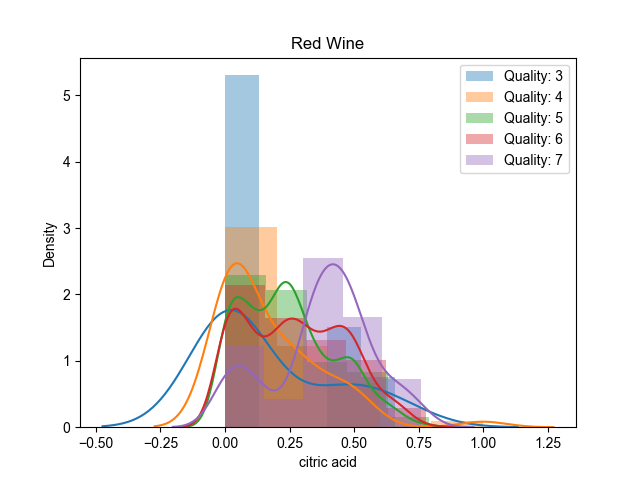 Red Wine
Quality: 3
Quality: 4
Quality: 5
Quality: 6
Quality: 7
Density
5
4
3
2
1
0
−0.50 −0.25 0.00 0.25 0.50 0.75 1.00 1.25
citric acid